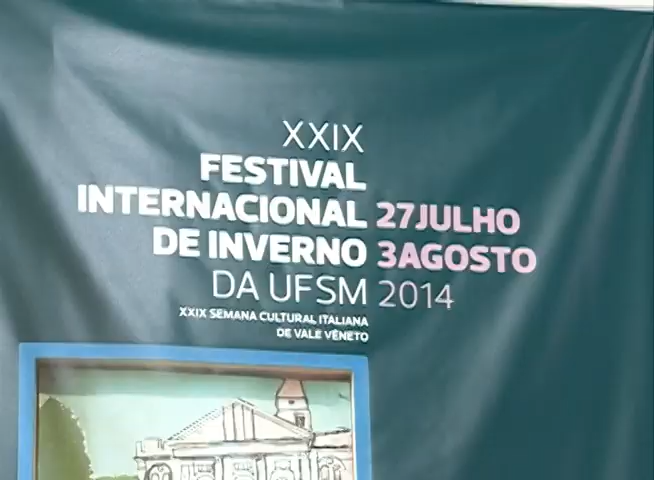 XXIX
FESTIVAL
INTERNACIONAL
DE INVERNO
DA UFSM
27JULHO
3AGOSTO
2014
XXIX SEMANA CULTURAL ITALIANA
DE VALE VÊNETO